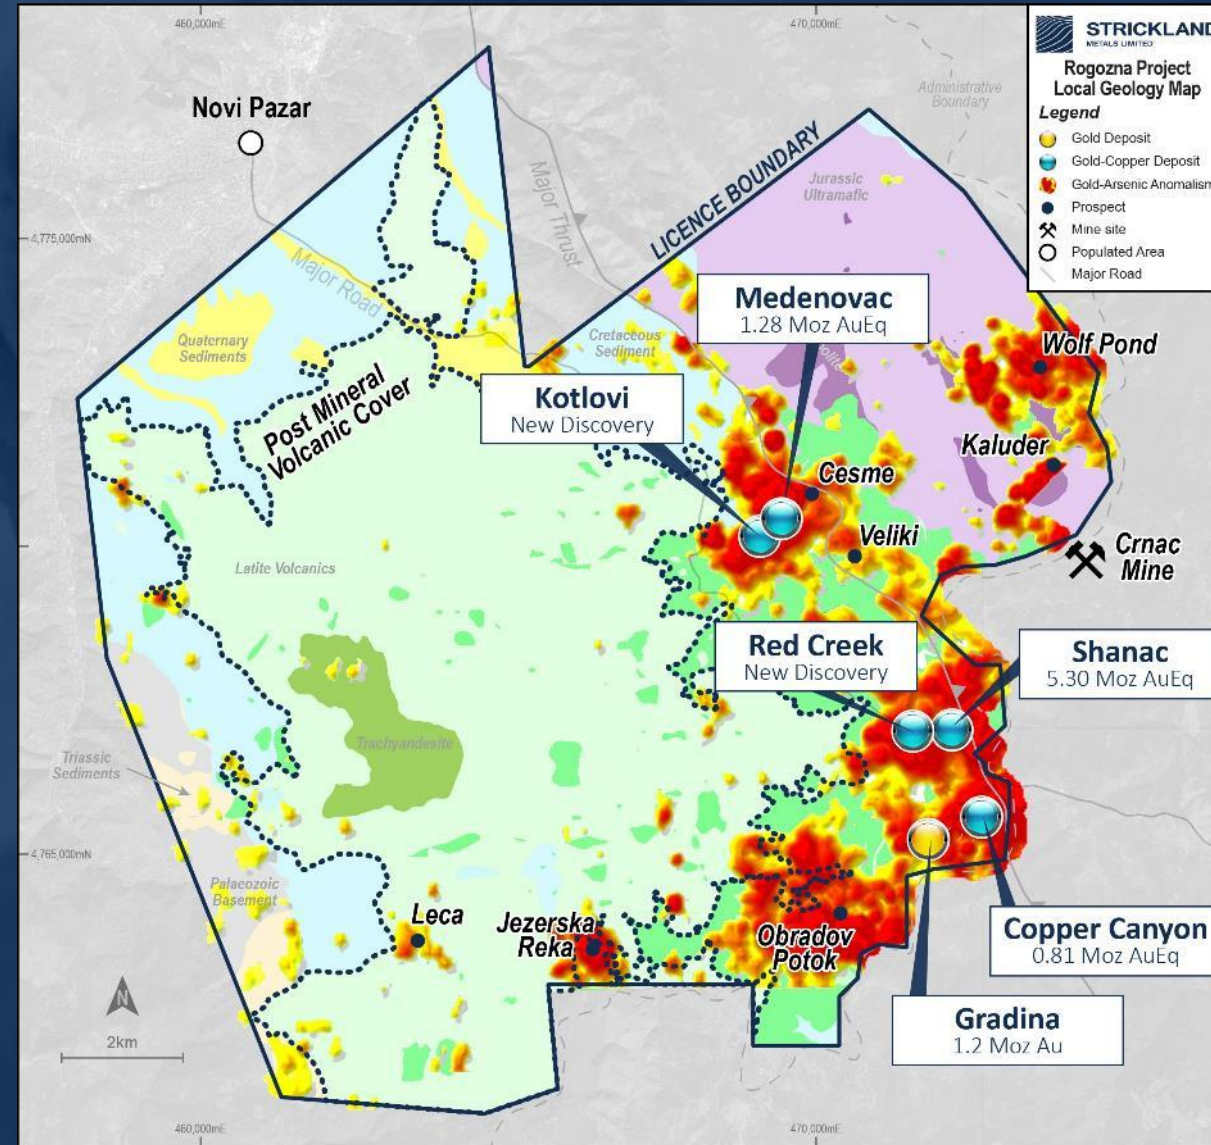 460,000mE
470,000mE
STRICKLAND
METALS LIMITED
Rogozna Project
Local Geology Map
Legend
Gold Deposit
Gold-Copper Deposit
Gold-Arsenic Anomalism
Prospect
Mine site
Populated Area
Major Road
Administrative
Boundary
Novi Pazar
Major Thrust
LICENCE BOUNDARY
Jurassic
Ultramafic
4,775,000mN
Major Road
Medenovac
1.28 Moz AuEq
Quaternary
Sediments
Cretaceous
Sediment
Wolf Pond
Post Mineral
Volcanic Cover
Kotlovi
New Discovery
Kaluder
Cesme
Veliki
Crnac
Mine
Latite Volcanics
Red Creek
New Discovery
Shanac
5.30 Moz AuEq
Trachyandesite
Triassic
Sediments
4,765,000mN
Palaeozoic
Basement
Leca
Jezerska
Reka
Obradov
Potok
Copper Canyon
0.81 Moz AuEq
Gradina
1.2 Moz Au
N
2km
460,000mE
470,000mE